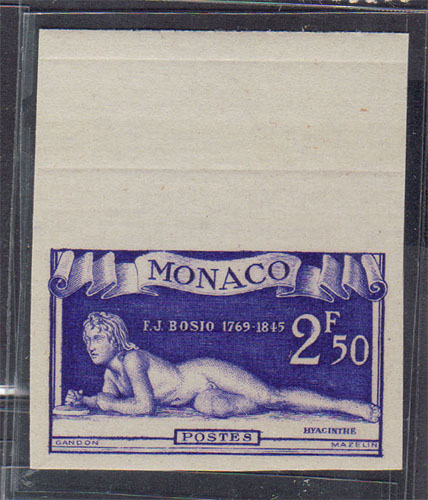 MONACO
F.J. BOSIO 1769-1845
2F50
HYACINTHE
POSTES
GANDON
MAZELIN